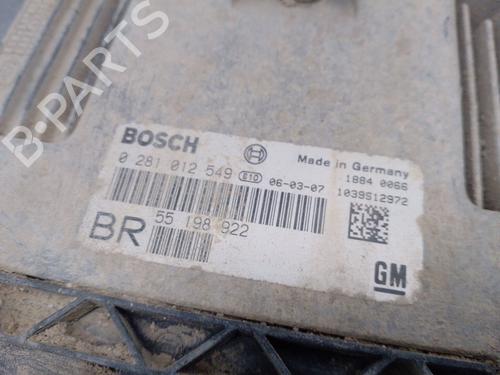 B-PARTS
BOSCH
Made in Germany
0 281 012 549 E10 06-03-07
1884 0066
1039S12972
BR
55 198 922
GM